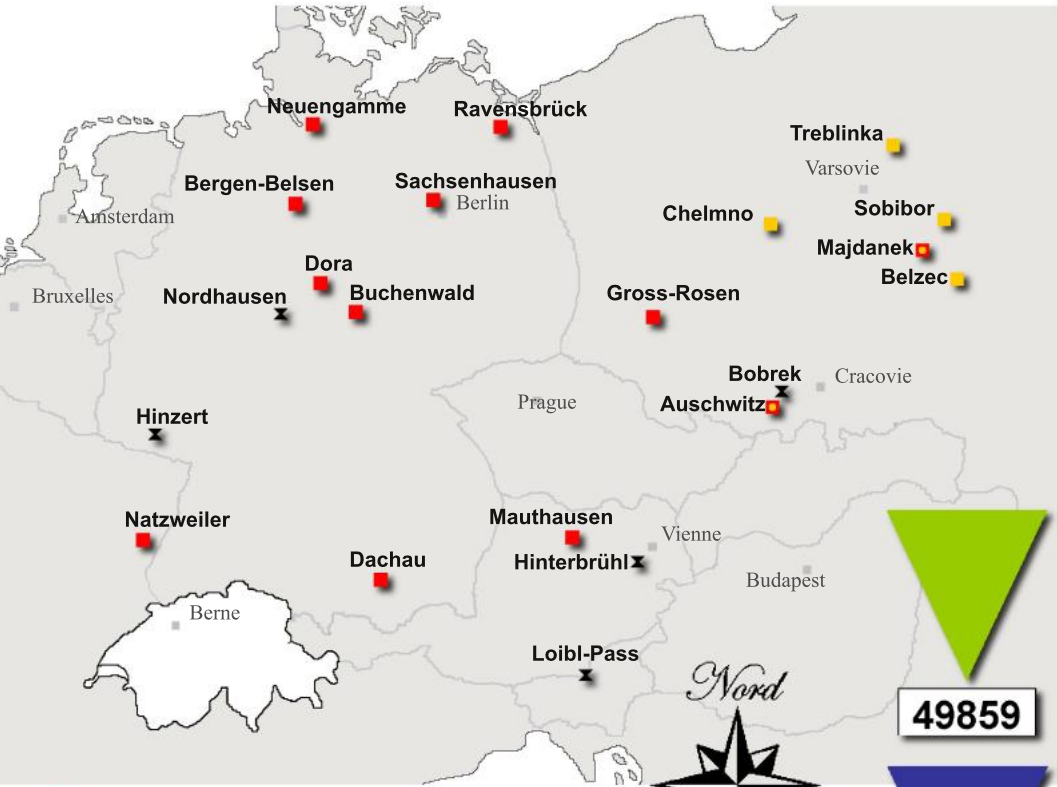 Neuengamme
Ravensbrück
Treblinka
Varsovie
Bergen-Belsen
Sachsenhausen
Berlin
Amsterdam
Chelmno
Sobibor
Majdanek
Dora
Belzec
Bruxelles
Nordhausen
Buchenwald
Gross-Rosen
Bobrek
Cracovie
Prague
Auschwitz
Hinzert
Natzweiler
Mauthausen
Vienne
Dachau
Hinterbrühl
Budapest
Berne
Loibl-Pass
Nord
49859